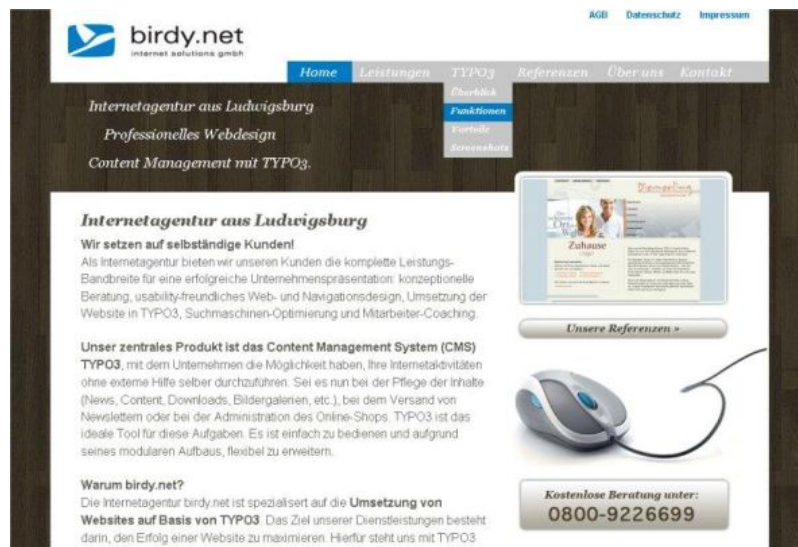 AGB Datenschutz Impressum
birdy.net
internet solutions gmbh
Home Leistungen TYPO3 Referenzen Über uns Kontakt
Überblick
Funktionen
Vorteile
Screenshots
Internetagentur aus Ludwigsburg
Professionelles Webdesign
Content Management mit TYPO3.
Internetagentur aus Ludwigsburg
Wir setzen auf selbständige Kunden!
Als Internetagentur bieten wir unseren Kunden die komplette Leistungs-
Bandbreite für eine erfolgreiche Unternehmenspräsentation: konzeptionelle
Beratung, usability-freundliches Web- und Navigationsdesign, Umsetzung der
Website in TYPO3, Suchmaschinen-Optimierung und Mitarbeiter-Coaching.
Unser zentrales Produkt ist das Content Management System (CMS)
TYPO3, mit dem Unternehmen die Möglichkeit haben, Ihre Internetaktivitäten
ohne externe Hilfe selber durchzuführen. Sei es nun bei der Pflege der Inhalte
(News, Content, Downloads, Bildergalerien, etc.), bei dem Versand von
Newslettern oder bei der Administration des Online-Shops. TYPO3 ist das
ideale Tool für diese Aufgaben. Es ist einfach zu bedienen und aufgrund
seines modularen Aufbaus, flexibel zu erweitern.
Warum birdy.net?
Die Internetagentur birdy.net ist spezialisert auf die Umsetzung von
Websites auf Basis von TYPO3. Das Ziel unserer Dienstleistungen besteht
darin, den Erfolg einer Website zu maximieren. Hierfür steht uns mit TYPO3
Zuhause
Unsere Referenzen »
Kostenlose Beratung unter:
0800-9226699